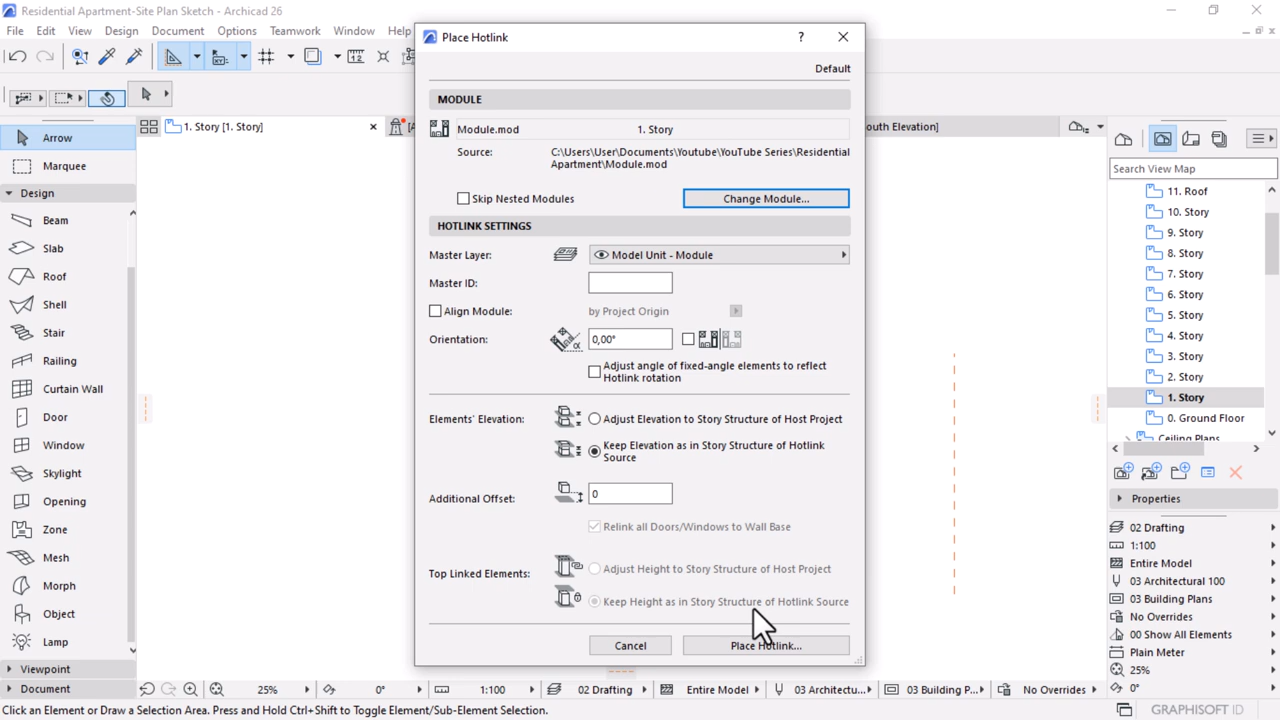 Residential Apartment-Site Plan Sketch - Archicad 26
File Edit View Design Document Options Teamwork Window Help
1. Story [1. Story]
outh Elevation]
Arrow
Marquee
Design
Beam
Slab
Roof
Shell
Stair
Railing
Curtain Wall
Door
Window
Skylight
Opening
Zone
Mesh
Morph
Object
Lamp
Viewpoint
Document
Place Hotlink
?
Default
MODULE
Module.mod 1. Story
Source: C:\Users\User\Documents\Youtube\YouTube Series\Residential
Apartment\Module.mod
Skip Nested Modules Change Module...
HOTLINK SETTINGS
Master Layer: Model Unit - Module
Master ID:
Align Module: by Project Origin
Orientation: α 0,00°
Adjust angle of fixed-angle elements to reflect
Hotlink rotation
Elements' Elevation: Adjust Elevation to Story Structure of Host Project
Keep Elevation as in Story Structure of Hotlink
Source
Additional Offset: 0
Relink all Doors/Windows to Wall Base
Top Linked Elements: Adjust Height to Story Structure of Host Project
Keep Height as in Story Structure of Hotlink Source
Cancel Place Hotlink...
Search View Map
11. Roof
10. Story
9. Story
8. Story
7. Story
6. Story
5. Story
4. Story
3. Story
2. Story
1. Story
0. Ground Floor
Ceiling Plans
Properties
02 Drafting
1:100
Entire Model
03 Architectural 100
03 Building Plans
No Overrides
00 Show All Elements
Plain Meter
25%
0°
25% 0° 1:100 02 Drafting Entire Model 03 Architectu... 03 Building P... No Overrides
Click an Element or Draw a Selection Area. Press and Hold Ctrl+Shift to Toggle Element/Sub-Element Selection.
GRAPHISOFT ID